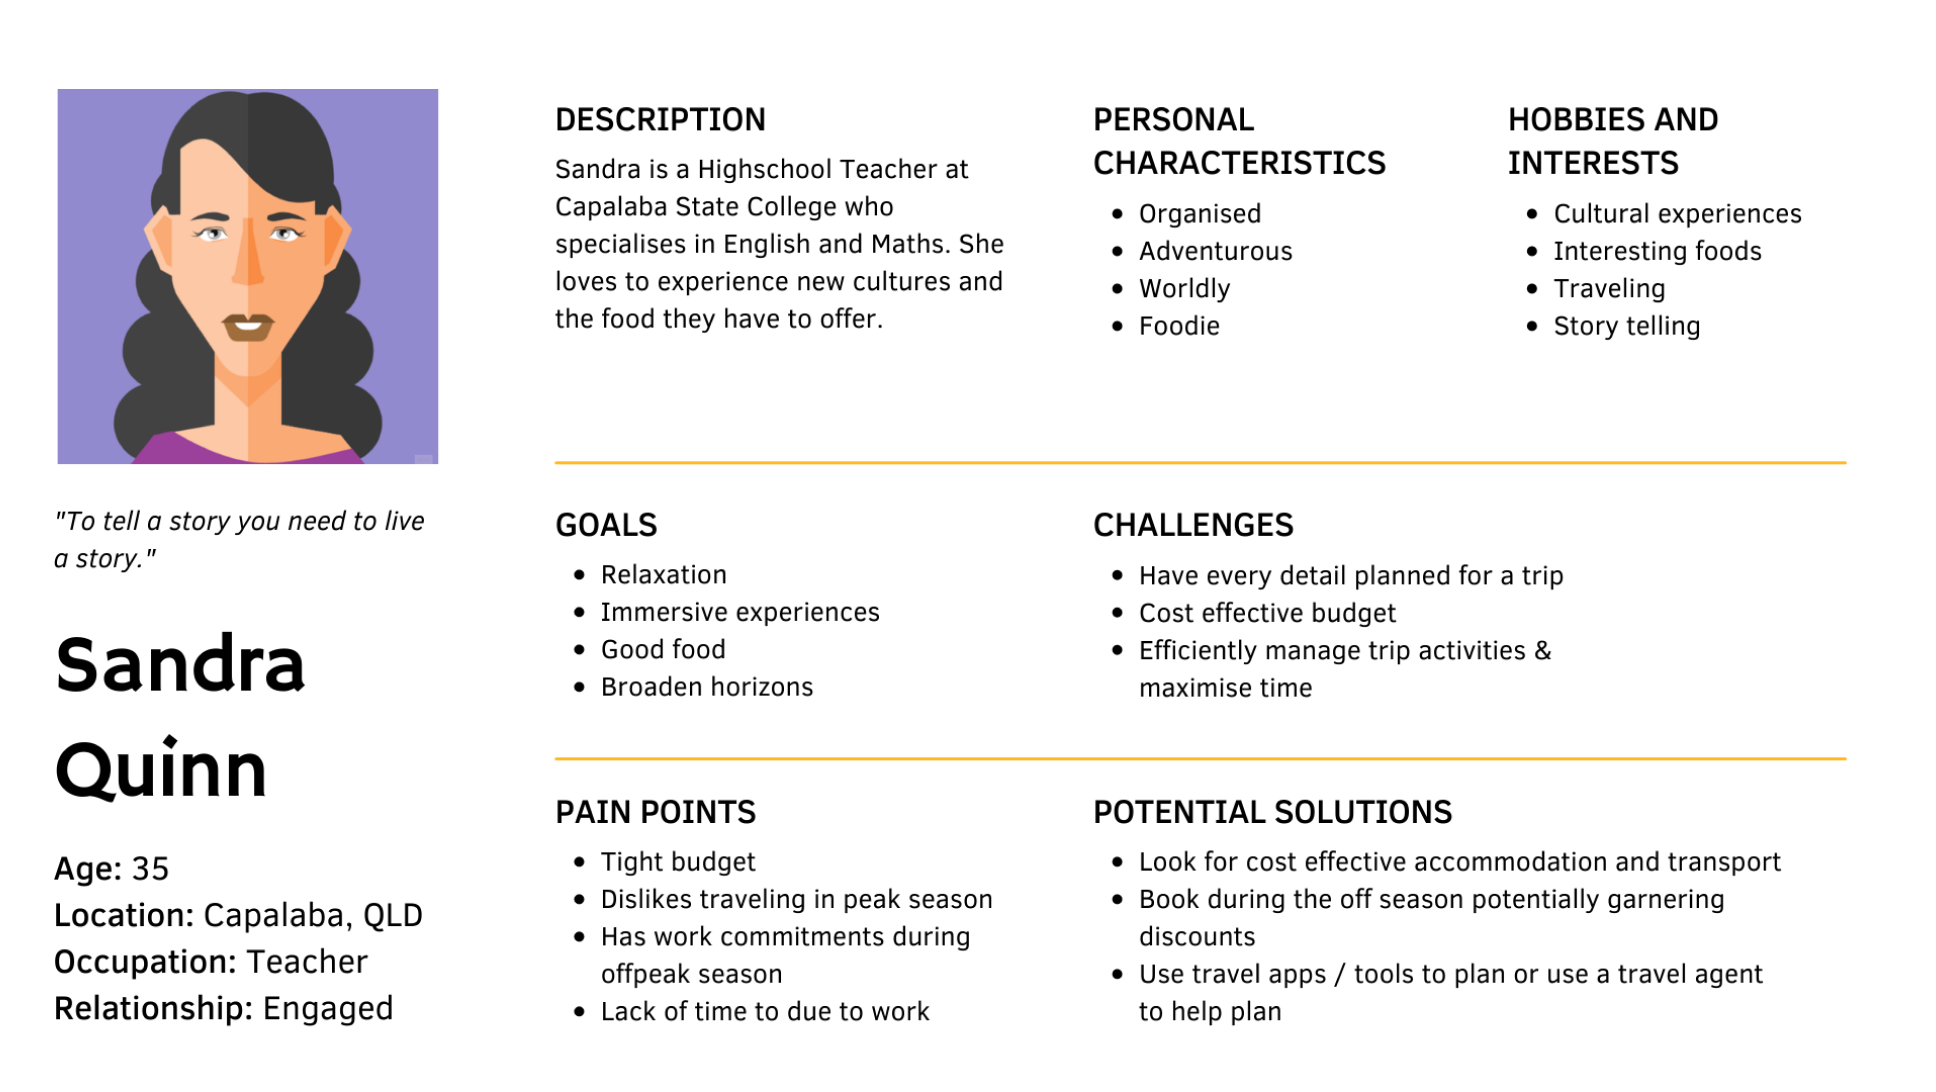 "To tell a story you need to live
a story."
Sandra
Quinn
Age: 35
Location: Capalaba, QLD
Occupation: Teacher
Relationship: Engaged
DESCRIPTION
Sandra is a Highschool Teacher at
Capalaba State College who
specialises in English and Maths. She
loves to experience new cultures and
the food they have to offer.
PERSONAL
CHARACTERISTICS
• Organised
• Adventurous
• Worldly
• Foodie
HOBBIES AND
INTERESTS
• Cultural experiences
• Interesting foods
• Traveling
• Story telling
GOALS
• Relaxation
• Immersive experiences
• Good food
• Broaden horizons
CHALLENGES
• Have every detail planned for a trip
• Cost effective budget
• Efficiently manage trip activities &
maximise time
PAIN POINTS
• Tight budget
• Dislikes traveling in peak season
• Has work commitments during
offpeak season
• Lack of time to due to work
POTENTIAL SOLUTIONS
• Look for cost effective accommodation and transport
• Book during the off season potentially garnering
discounts
• Use travel apps / tools to plan or use a travel agent
to help plan